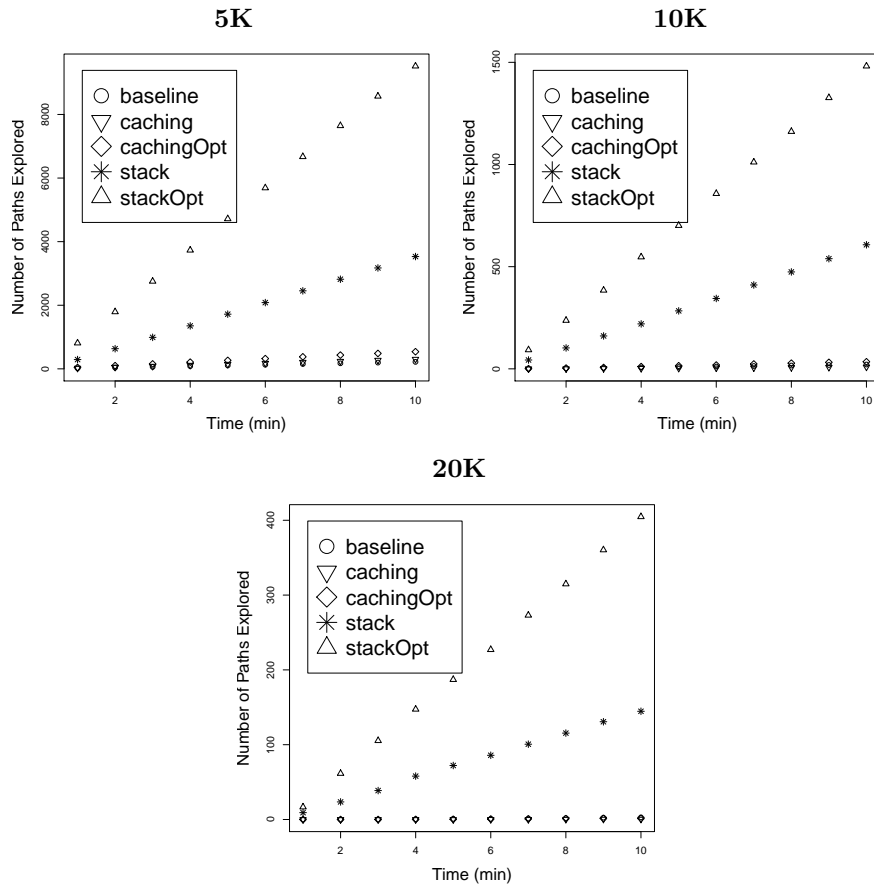 5K
Number of Paths Explored
8000
6000
4000
2000
0
baseline
caching
cachingOpt
stack
stackOpt
2 4 6 8 10
Time (min)
10K
Number of Paths Explored
1500
1000
500
0
baseline
caching
cachingOpt
stack
stackOpt
2 4 6 8 10
Time (min)
20K
Number of Paths Explored
400
300
200
100
0
baseline
caching
cachingOpt
stack
stackOpt
2 4 6 8 10
Time (min)